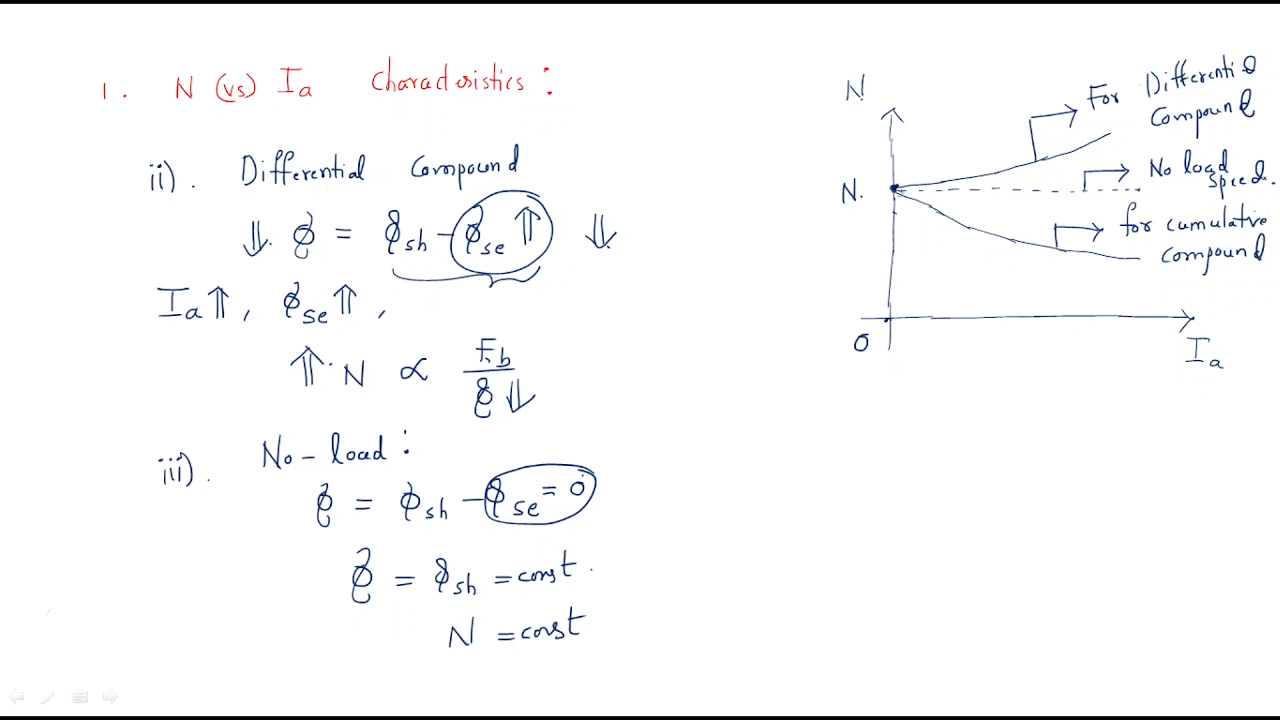 1. N (vs) Ia Characteristics :
ii). Differential Compound
⇓ φ = φsh - φse ⇑ ⇓
Ia ⇑, φse ⇑,
⇑ N ∝ Eb / φ ⇓
iii). No-load :
φ = φsh - φse = 0
φ = φsh = const.
N = const
N
For Differential
Compound
No load
speed.
N.
for cumulative
compound
0
Ia